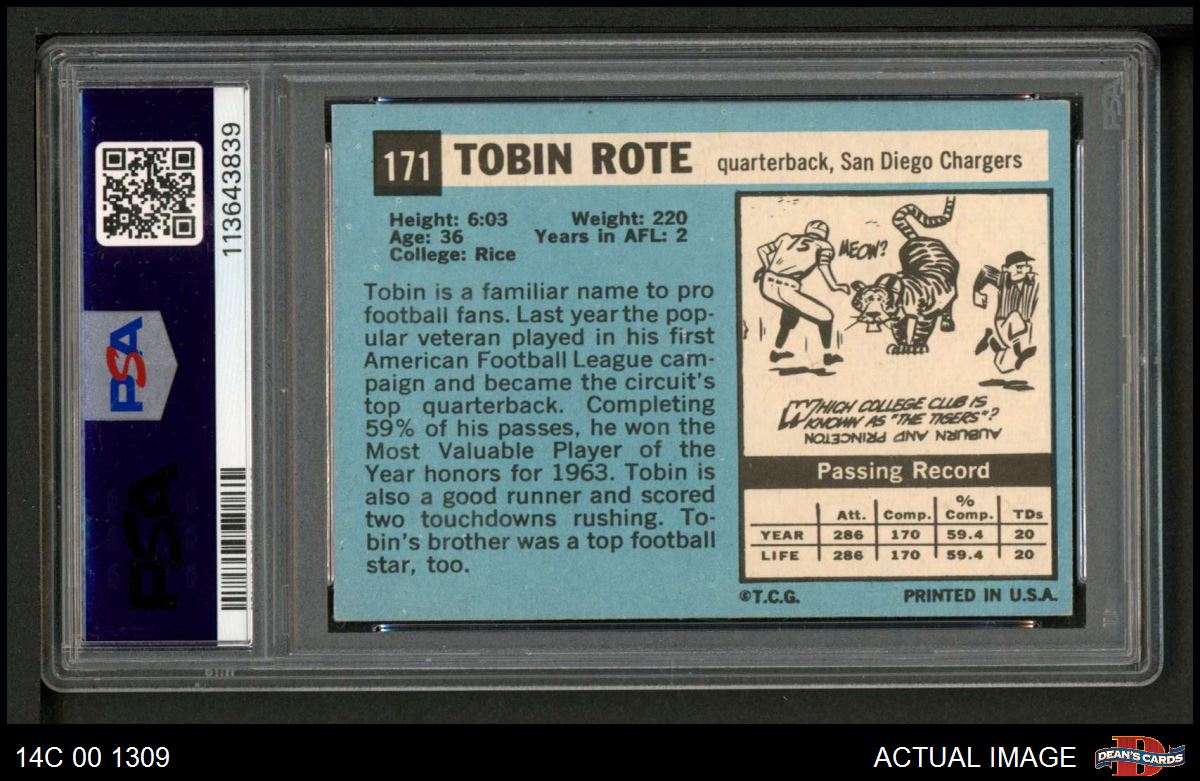 113643839
PSA
PSA
171 TOBIN ROTE quarterback, San Diego Chargers
Height: 6:03 Weight: 220
Age: 36 Years in AFL: 2
College: Rice
Tobin is a familiar name to pro
football fans. Last year the pop-
ular veteran played in his first
American Football League cam-
paign and became the circuit's
top quarterback. Completing
59% of his passes, he won the
Most Valuable Player of the
Year honors for 1963. Tobin is
also a good runner and scored
two touchdowns rushing. To-
bin's brother was a top football
star, too.
75
MEOW?
WHICH COLLEGE CLUB IS
KNOWN AS "THE TIGERS"?
AUBURN AND PRINCETON
Passing Record
Att. Comp. % Comp. TDs
YEAR 286 170 59.4 20
LIFE 286 170 59.4 20
©T.C.G. PRINTED IN U.S.A.
PSA
14C 00 1309
ACTUAL IMAGE
D
DEAN'S CARDS